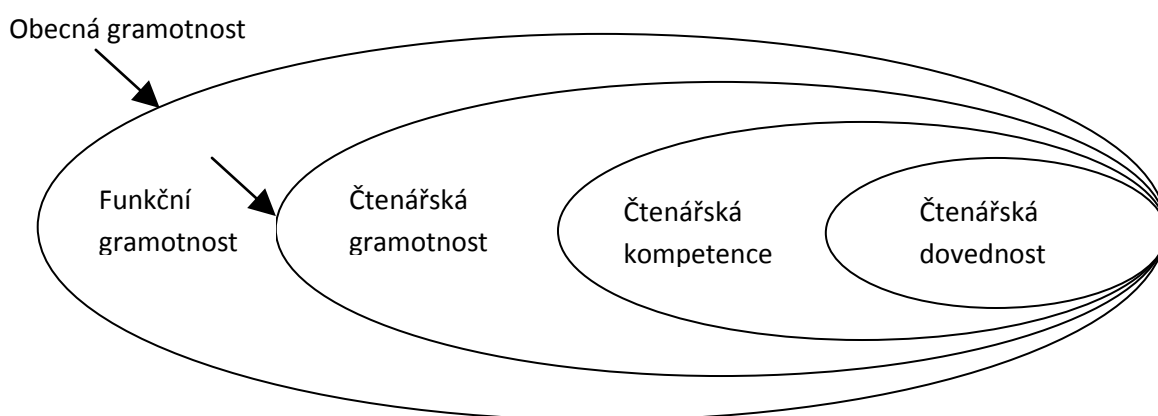 Obecná gramotnost
Funkční
gramotnost
Čtenářská
gramotnost
Čtenářská
kompetence
Čtenářská
dovednost